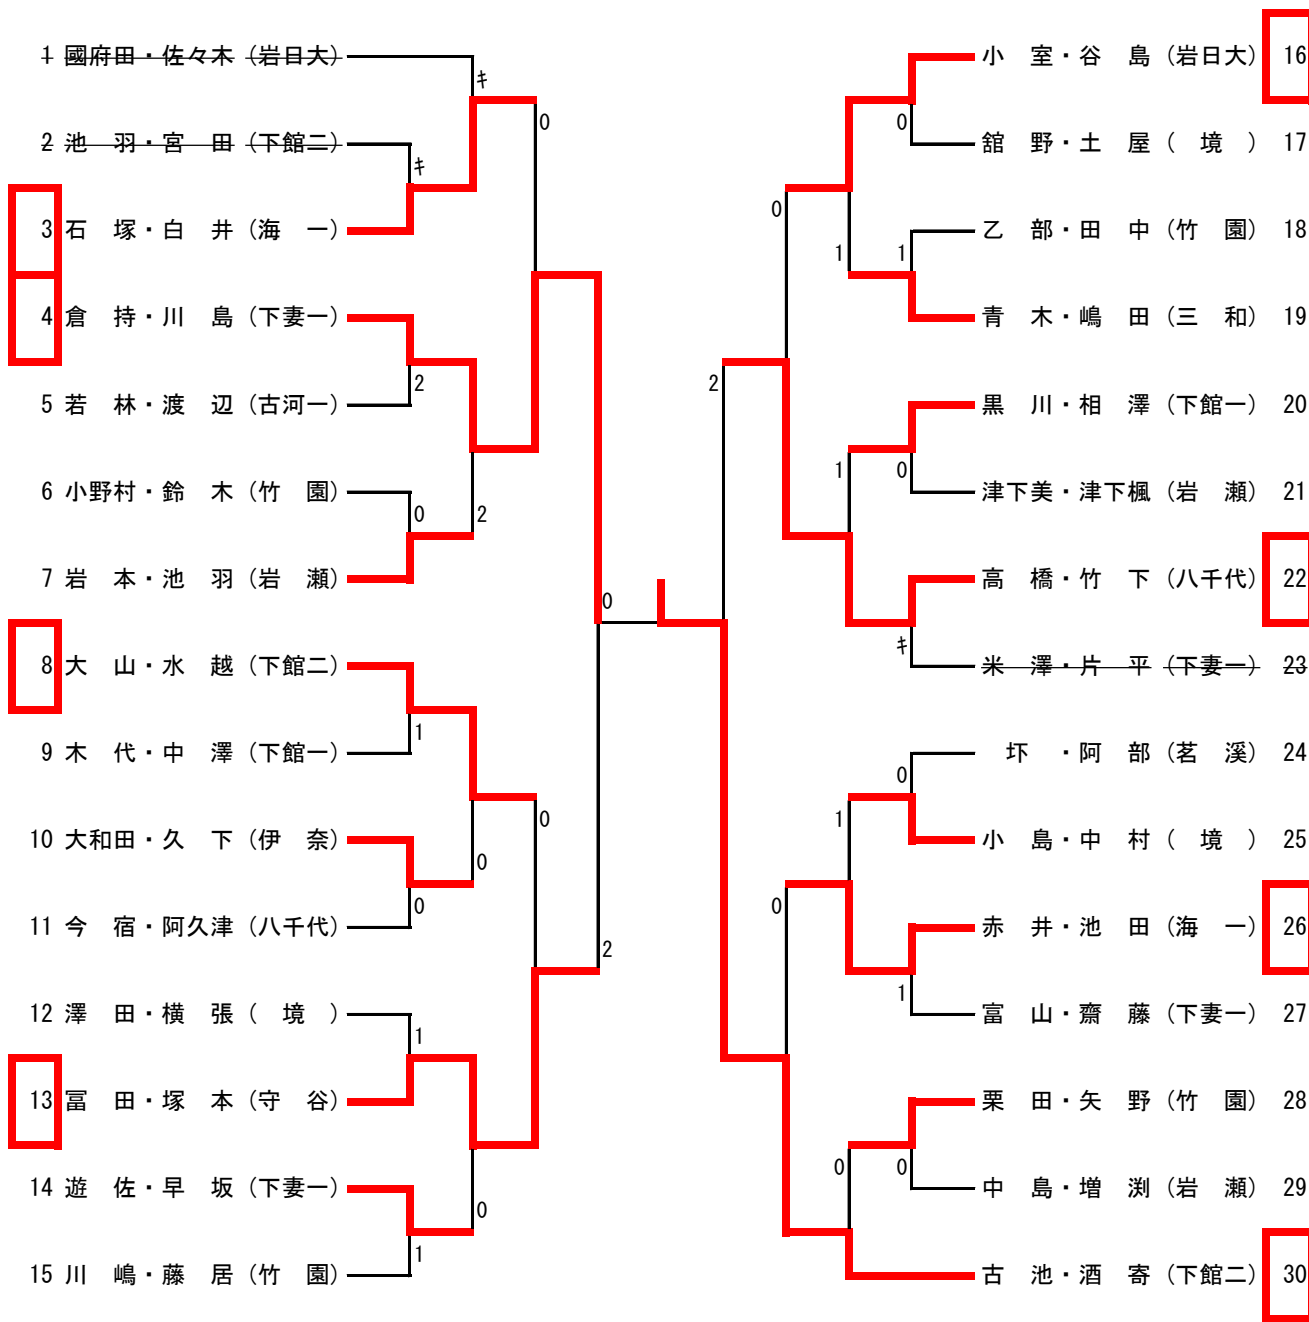 1 國府田・佐々木 (岩日大)
キ
0
2 池　羽・宮　田 (下館二)
キ
3 石　塚・白　井 (海　一)
4 倉　持・川　島 (下妻一)
2
5 若　林・渡　辺 (古河一)
6 小野村・鈴　木 (竹　園)
0
2
7 岩　本・池　羽 (岩　瀬)
0
8 大　山・水　越 (下館二)
1
9 木　代・中　澤 (下館一)
0
10 大和田・久　下 (伊　奈)
0
0
11 今　宿・阿久津 (八千代)
2
12 澤　田・横　張 (　境　)
1
13 冨　田・塚　本 (守　谷)
14 遊　佐・早　坂 (下妻一)
0
1
15 川　嶋・藤　居 (竹　園)
小　室・谷　島 (岩日大) 16
0
舘　野・土　屋 (　境　) 17
0
乙　部・田　中 (竹　園) 18
1
1
青　木・嶋　田 (三　和) 19
2
黒　川・相　澤 (下館一) 20
1
0
津下美・津下楓 (岩　瀬) 21
高　橋・竹　下 (八千代) 22
キ
米　澤・片　平 (下妻一) 23
圷　・阿　部 (茗　溪) 24
0
1
小　島・中　村 (　境　) 25
0
赤　井・池　田 (海　一) 26
1
富　山・齋　藤 (下妻一) 27
栗　田・矢　野 (竹　園) 28
0
0
中　島・増　渕 (岩　瀬) 29
古　池・酒　寄 (下館二) 30